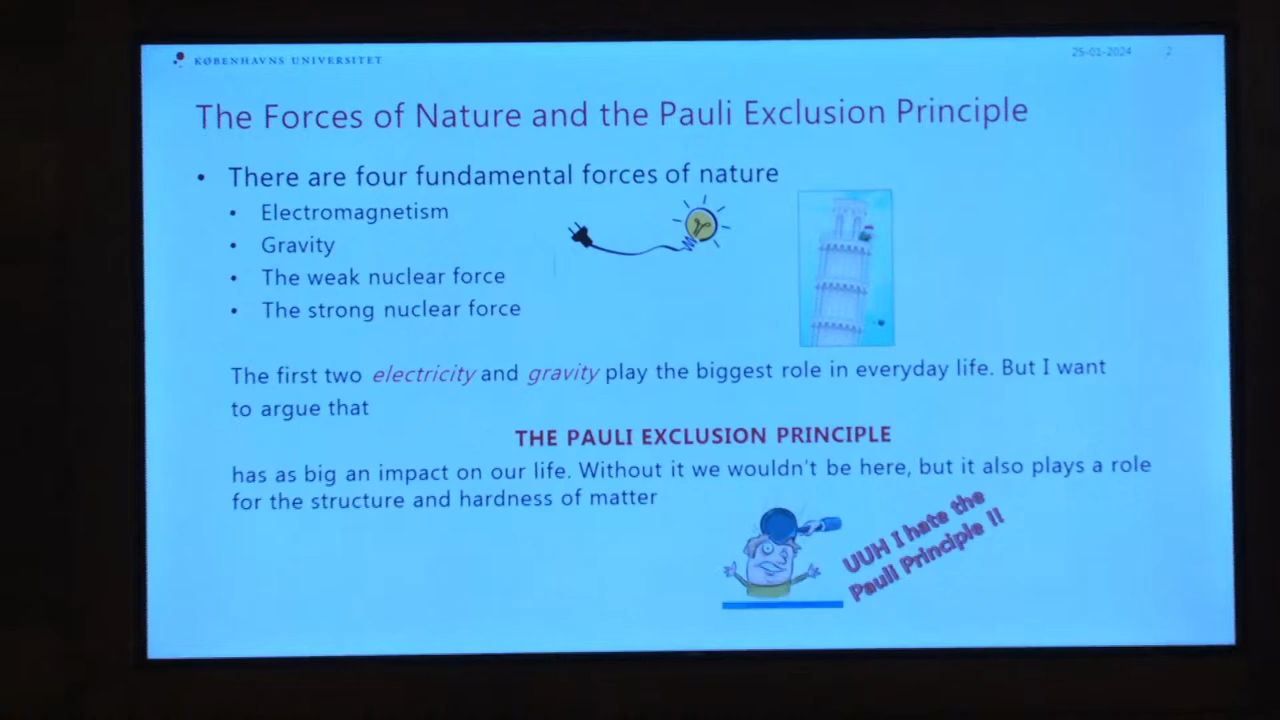 KØBENHAVNS UNIVERSITET
25-01-2024 2
The Forces of Nature and the Pauli Exclusion Principle
• There are four fundamental forces of nature
• Electromagnetism
• Gravity
• The weak nuclear force
• The strong nuclear force
The first two electricity and gravity play the biggest role in everyday life. But I want
to argue that
THE PAULI EXCLUSION PRINCIPLE
has as big an impact on our life. Without it we wouldn't be here, but it also plays a role
for the structure and hardness of matter
UUH I hate the
Pauli Principle !!